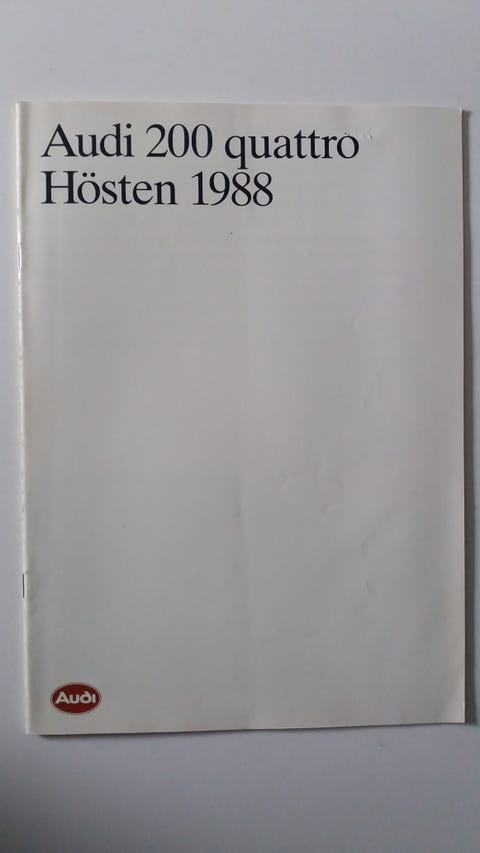 Audi 200 quattro
Hösten 1988
Audi